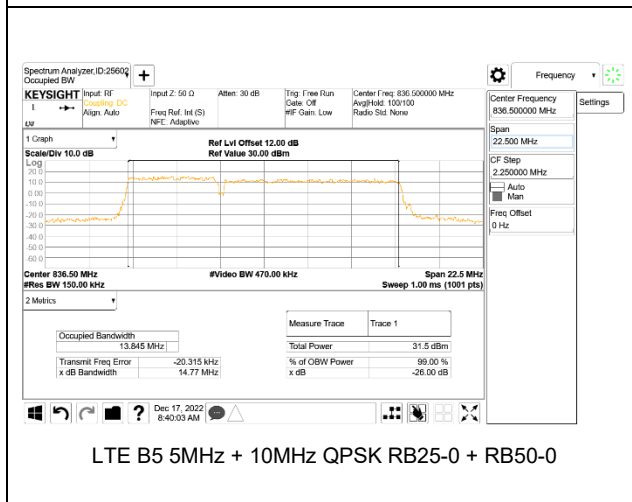 Spectrum Analyzer,ID:25602
Occupied BW
+
Frequency
KEYSIGHT
Input: RF
Coupling: DC
Align: Auto
Input Z: 50 Ω
Freq Ref: Int (S)
NFE: Adaptive
Atten: 30 dB
Trig: Free Run
Gate: Off
#IF Gain: Low
Center Freq: 836.500000 MHz
Avg|Hold: 100/100
Radio Std: None
Center Frequency
836.500000 MHz
Settings
Span
22.500 MHz
CF Step
2.250000 MHz
Auto
Man
Freq Offset
0 Hz
1 Graph
Scale/Div 10.0 dB
Ref Lvl Offset 12.00 dB
Ref Value 30.00 dBm
Log
20.0
10.0
0.00
-10.0
-20.0
-30.0
-40.0
-50.0
-60.0
Center 836.50 MHz
#Video BW 470.00 kHz
Span 22.5 MHz
#Res BW 150.00 kHz
Sweep 1.00 ms (1001 pts)
2 Metrics
Measure Trace
Trace 1
Occupied Bandwidth
13.845 MHz
Total Power
31.5 dBm
Transmit Freq Error
-20.315 kHz
% of OBW Power
99.00 %
x dB Bandwidth
14.77 MHz
x dB
-26.00 dB
?
Dec 17, 2022
8:40:03 AM
LTE B5 5MHz + 10MHz QPSK RB25-0 + RB50-0